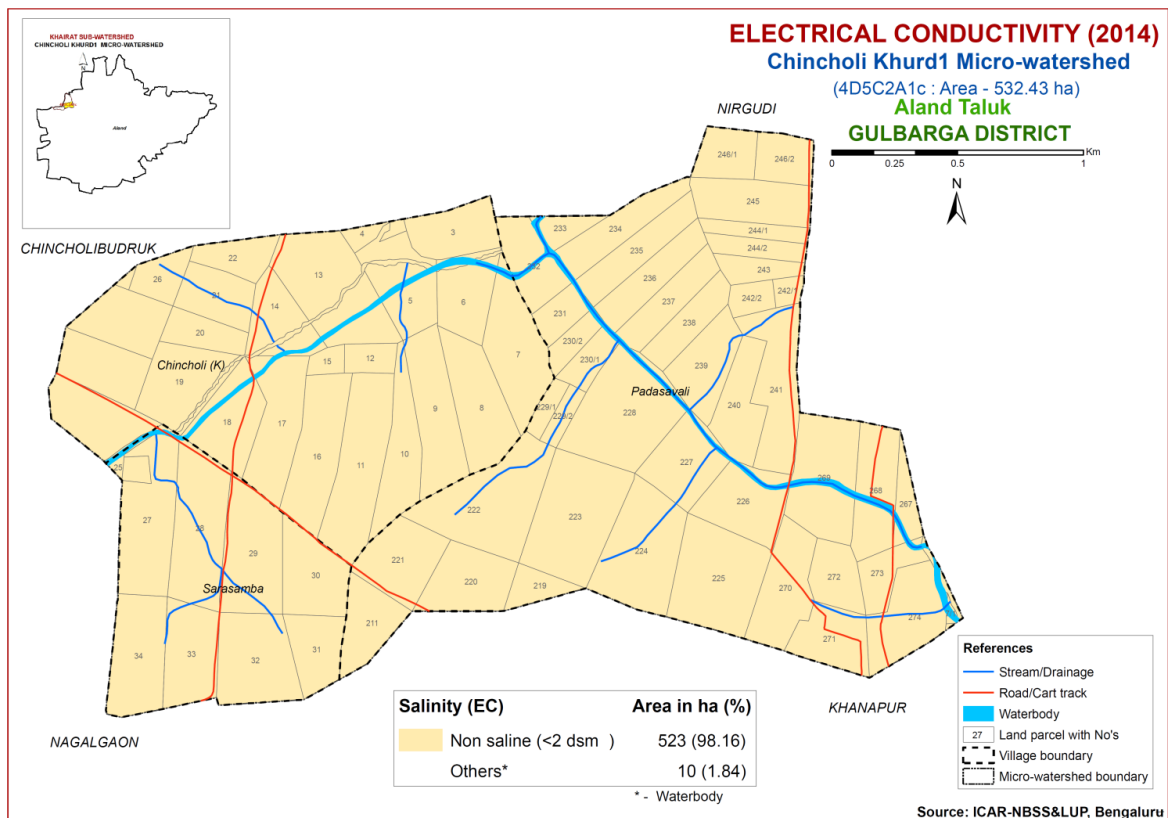 KHAIRAT SUB-WATERSHED
CHINCHOLI KHURD1 MICRO-WATERSHED
N
Aland
ELECTRICAL CONDUCTIVITY (2014)
Chincholi Khurd1 Micro-watershed
(4D5C2A1c : Area - 532.43 ha)
Aland Taluk
GULBARGA DISTRICT
Km
0 0.25 0.5 1
N
NIRGUDI
CHINCHOLIBUDRUK
246/1 246/2
245
244/1
244/2
243
242/2 242/1
233 234
235
236
237
238
239
240
241
232
231
230/2
230/1
229/1
229/2
228
227
226
Padasavali
3
4
22
13
26
21
14
5
6
20
7
15
12
Chincholi (K)
19
18
17
9
8
16
11
10
25
27
28
29
30
Sarasamba
34
33
32
31
222
223
224
221
220
219
225
211
269
268
267
272
273
270
271
274
NAGALGAON
KHANAPUR
Salinity (EC) Area in ha (%)
Non saline (<2 dsm ) 523 (98.16)
Others* 10 (1.84)
* - Waterbody
References
Stream/Drainage
Road/Cart track
Waterbody
27 Land parcel with No's
Village boundary
Micro-watershed boundary
Source: ICAR-NBSS&LUP, Bengaluru